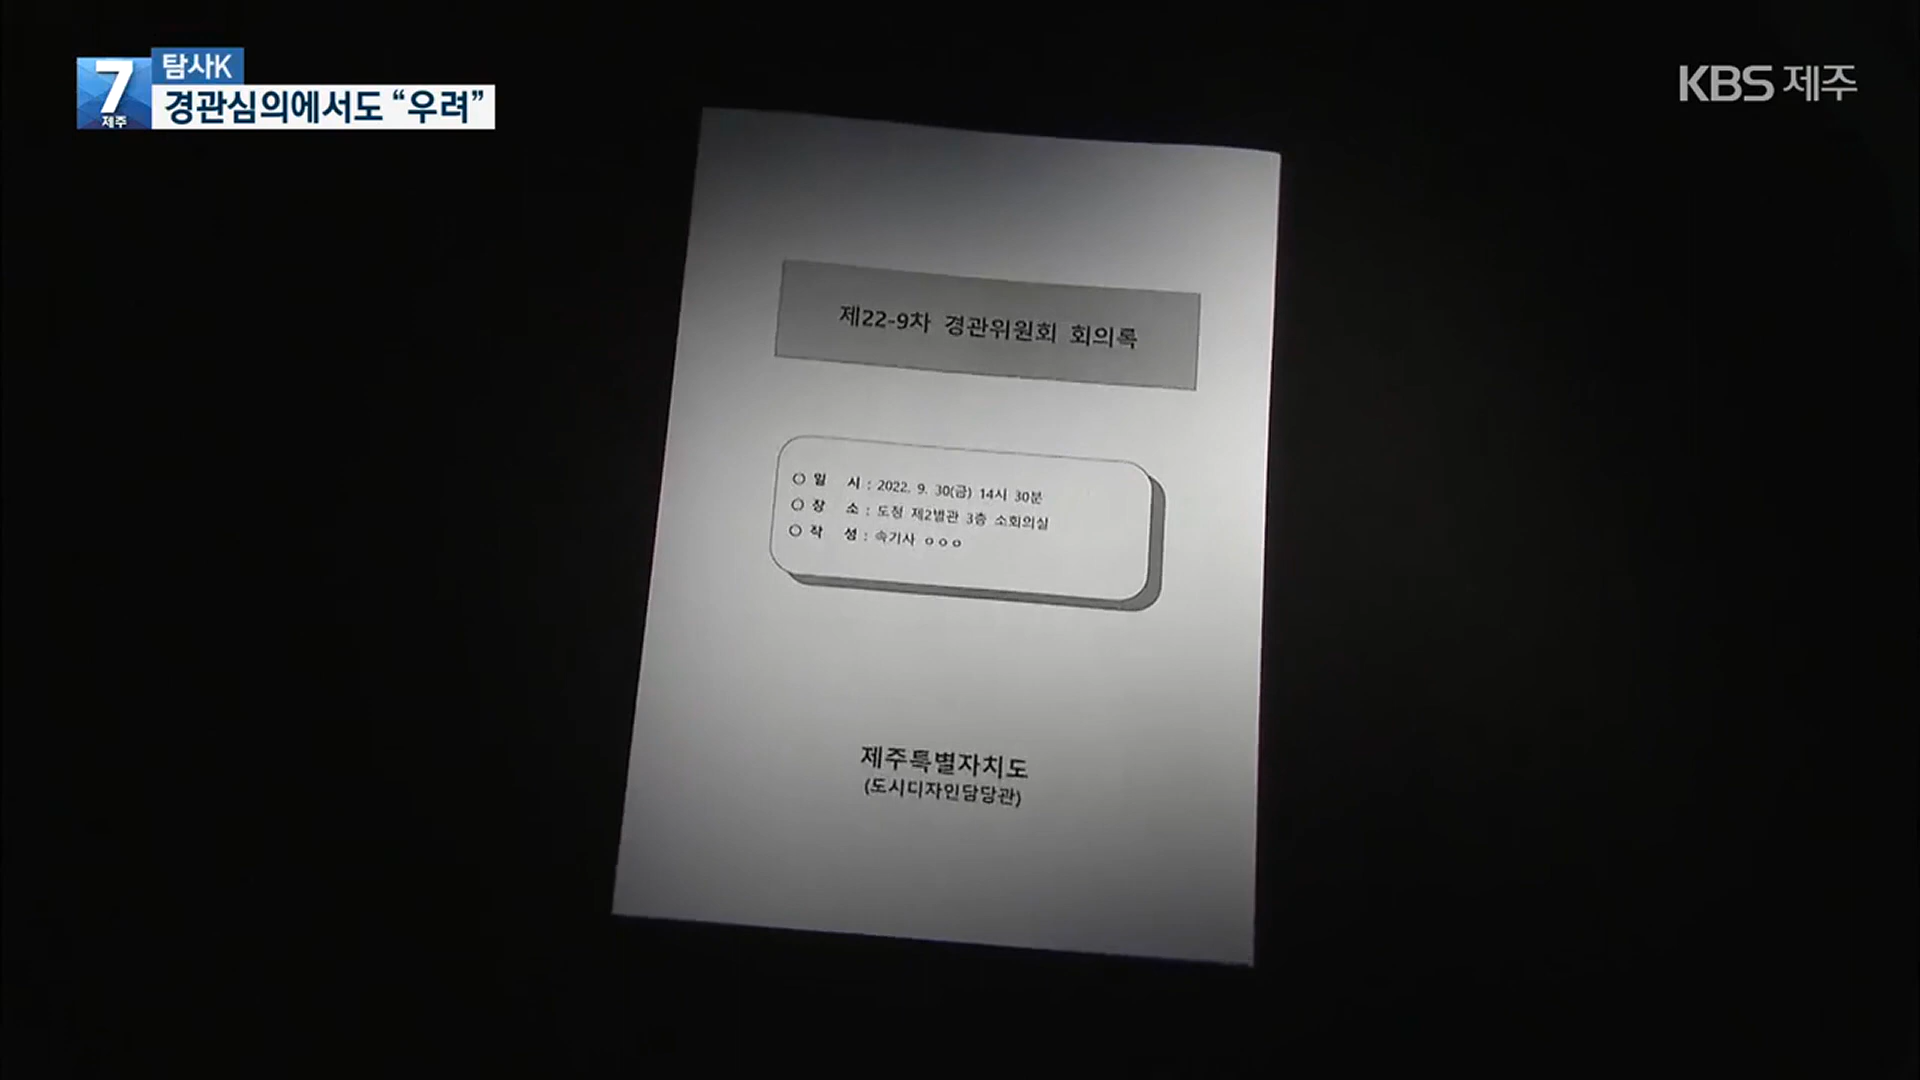 탐사K
7 제주
경관심의에서도 “우려”
KBS 제주
제22-9차 경관위원회 회의록
○ 일 시 : 2022. 9. 30(금) 14시 30분
○ 장 소 : 도청 제2별관 3층 소회의실
○ 작 성 : 속기사 ㅇㅇㅇ
제주특별자치도
(도시디자인담당관)